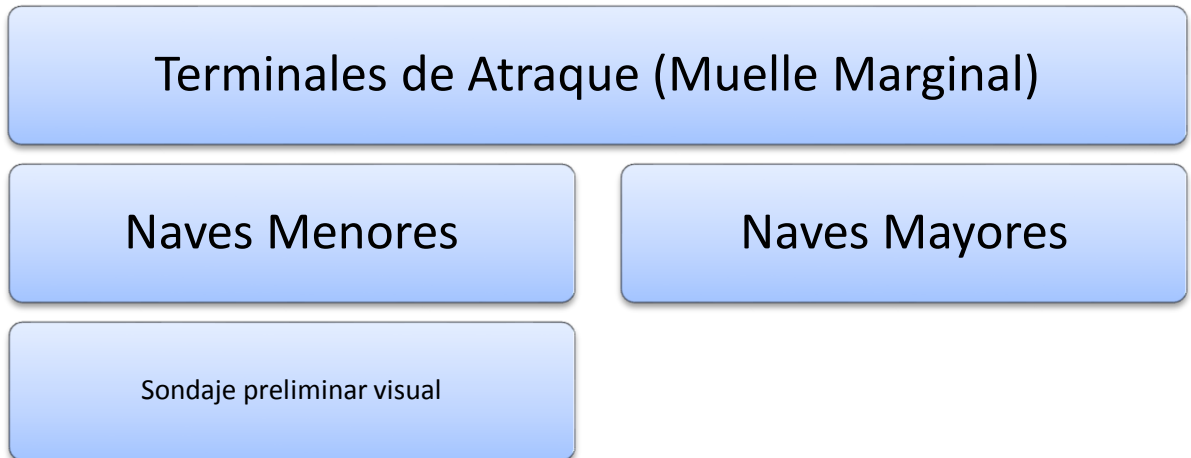 Terminales de Atraque (Muelle Marginal)
Naves Menores
Naves Mayores
Sondaje preliminar visual